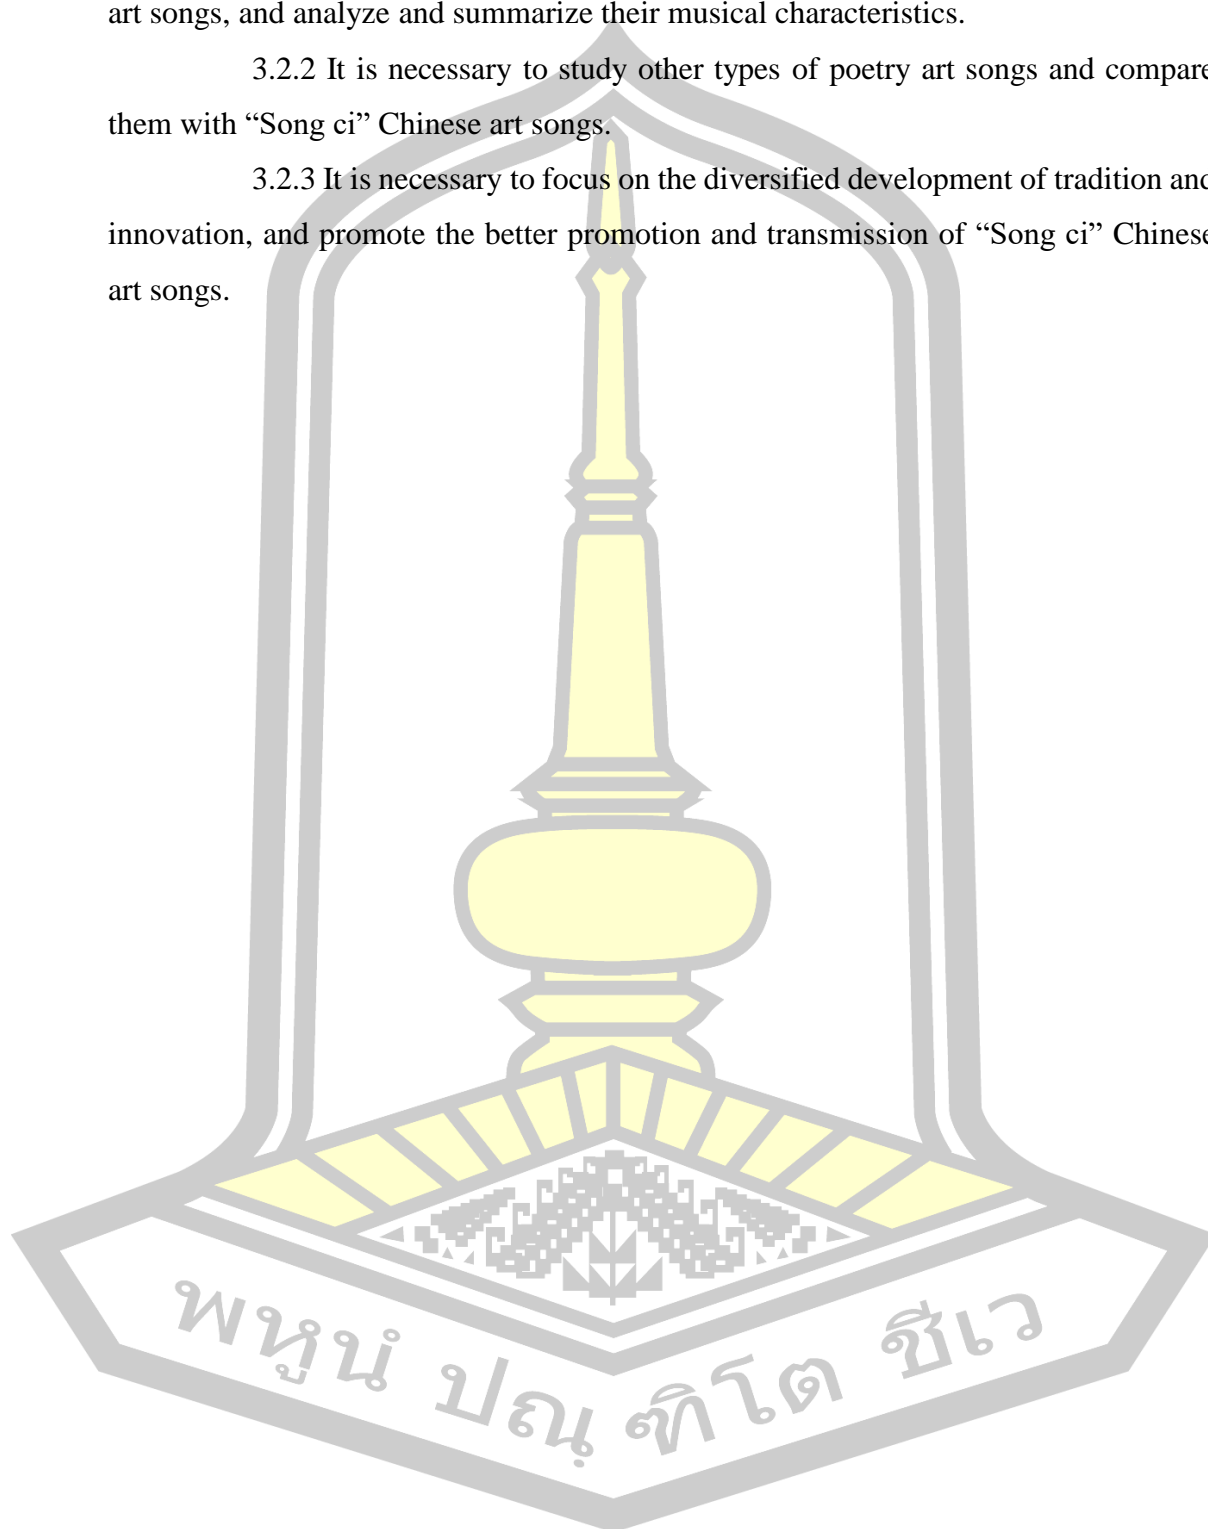 art songs, and analyze and summarize their musical characteristics.
3.2.2 It is necessary to study other types of poetry art songs and compare
them with “Song ci” Chinese art songs.
3.2.3 It is necessary to focus on the diversified development of tradition and
innovation, and promote the better promotion and transmission of “Song ci” Chinese
art songs.
พหูนํ ปณฺฑิโต ชีเว